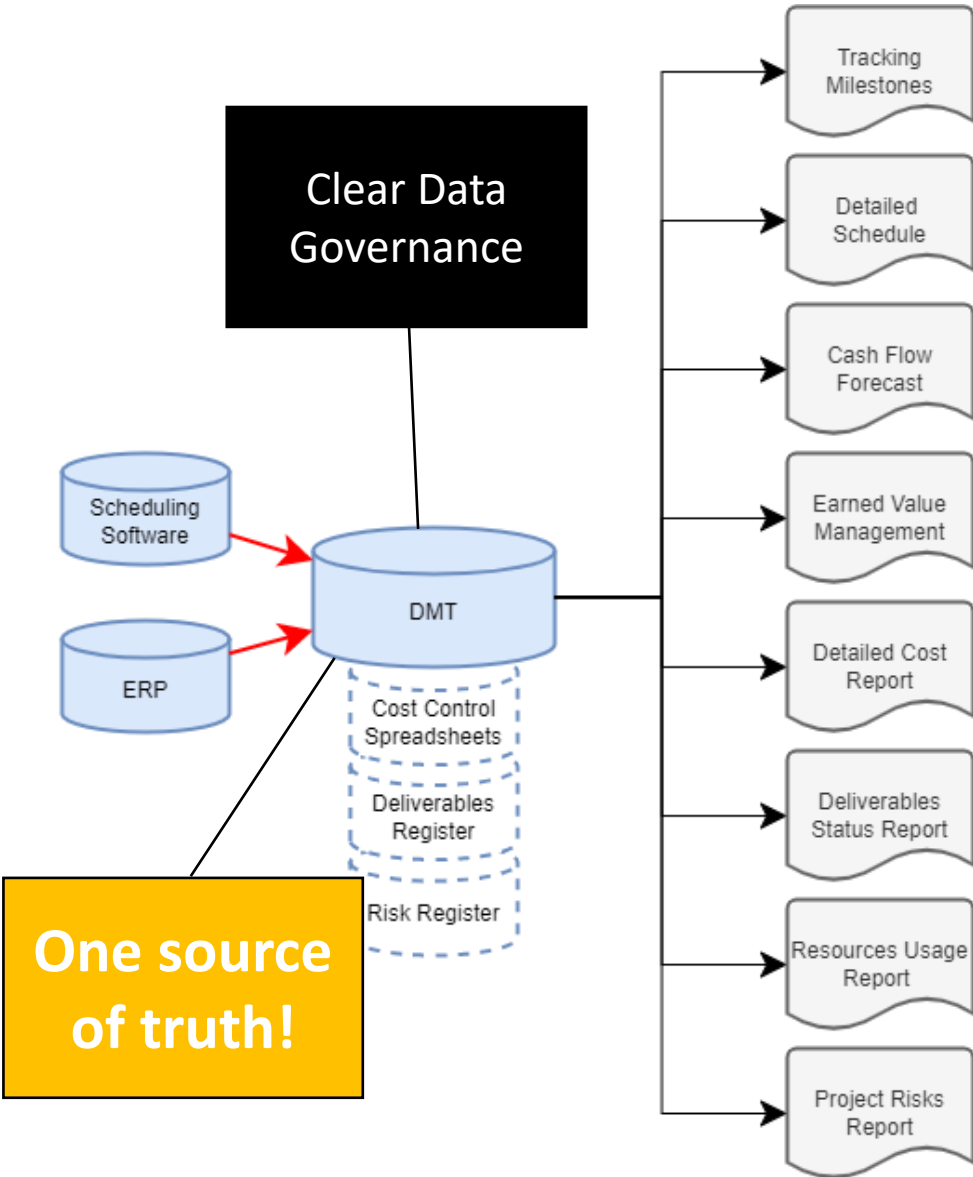 Tracking
Milestones
Clear Data
Governance
Detailed
Schedule
Cash Flow
Forecast
Scheduling
Software
Earned Value
Management
DMT
ERP
Detailed Cost
Report
Cost Control
Spreadsheets
Deliverables
Register
Deliverables
Status Report
Risk Register
One source
of truth!
Resources Usage
Report
Project Risks
Report